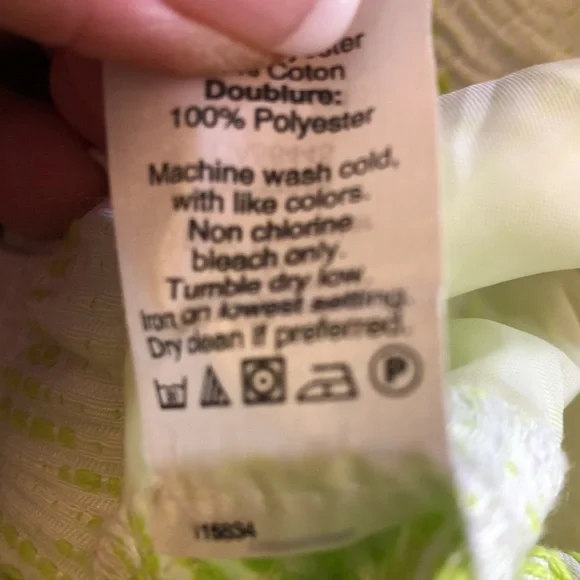 Coton
Doublure:
100% Polyester
Machine wash cold,
with like colors.
Non chlorine
bleach only.
Tumble dry low.
Iron on lowest setting.
Dry clean if preferred.
P